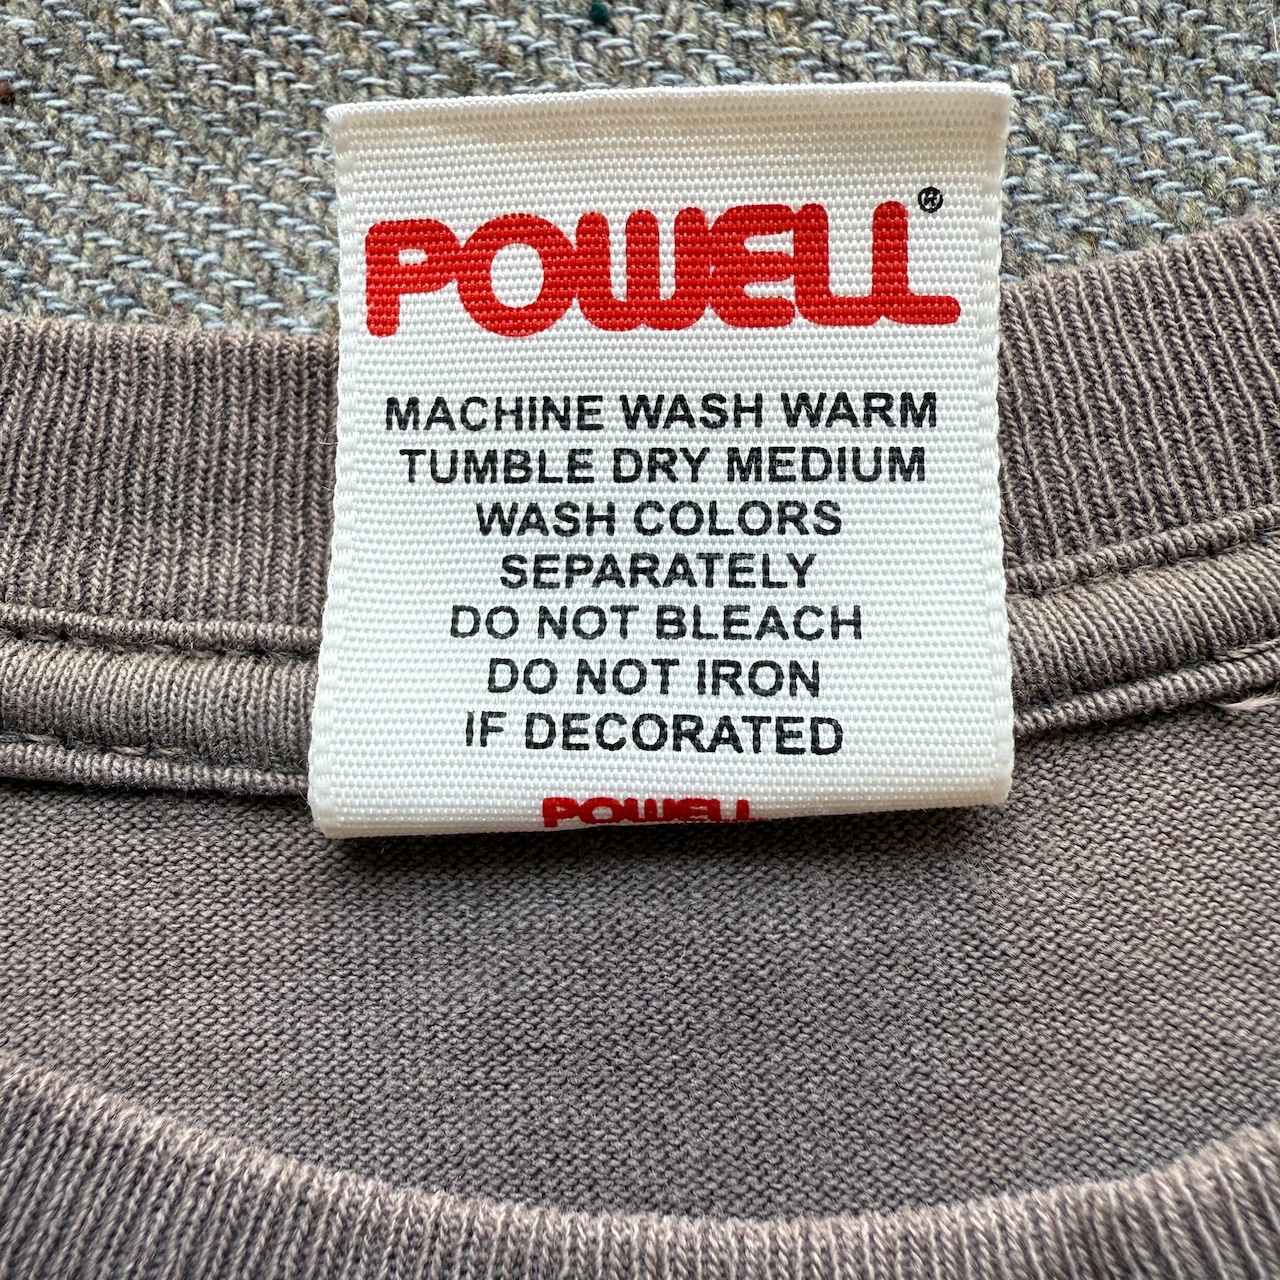 POWELL®
MACHINE WASH WARM
TUMBLE DRY MEDIUM
WASH COLORS
SEPARATELY
DO NOT BLEACH
DO NOT IRON
IF DECORATED
POWELL